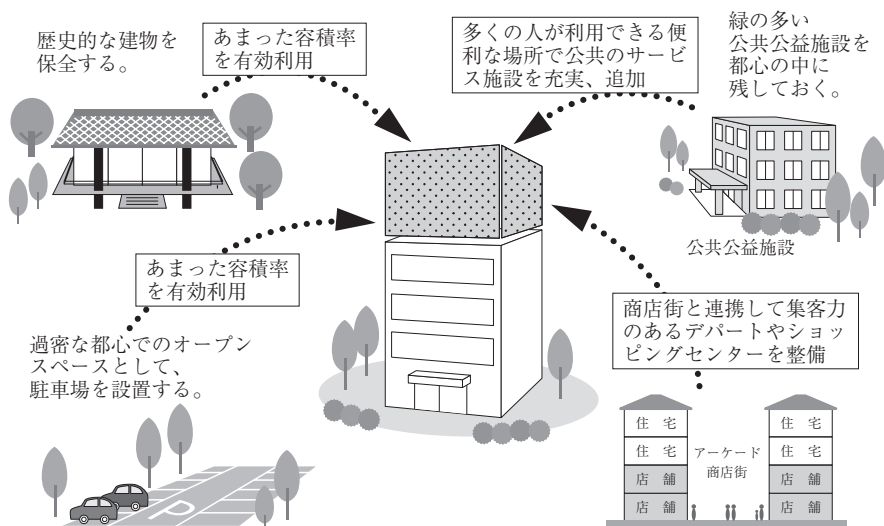 歴史的な建物を
保全する。
あまった容積率
を有効利用
多くの人が利用できる便
利な場所で公共のサービ
ス施設を充実、追加
緑の多い
公共公益施設を
都心の中に
残しておく。
公共公益施設
あまった容積率
を有効利用
過密な都心でのオープン
スペースとして、
駐車場を設置する。
P
商店街と連携して集客力
のあるデパートやショッ
ピングセンターを整備
住 宅
住 宅
店 舗
店 舗
アーケード
商店街
住 宅
住 宅
店 舗
店 舗